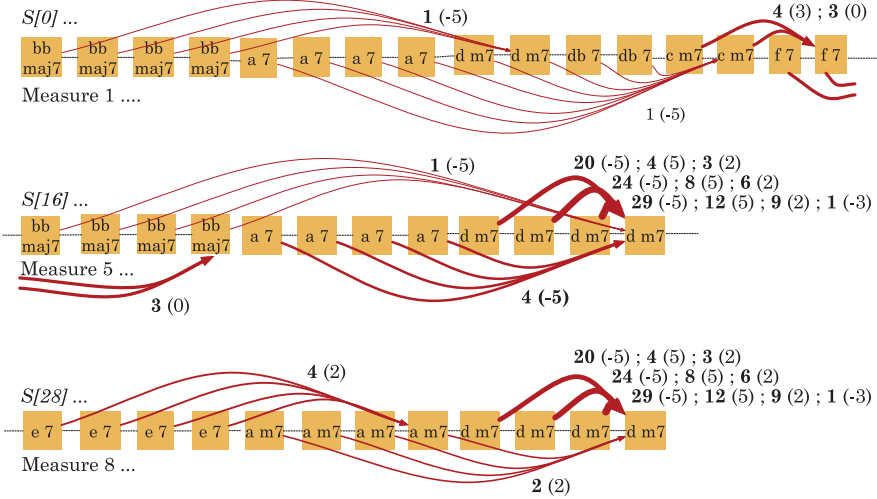 S[0] ...
1 (-5)
4 (3) ; 3 (0)
bb maj7 bb maj7 bb maj7 bb maj7 a 7 a 7 a 7 a 7 d m7 d m7 db 7 db 7 c m7 c m7 f 7 f 7
Measure 1 ....
1 (-5)
S[16] ...
1 (-5)
20 (-5) ; 4 (5) ; 3 (2)
24 (-5) ; 8 (5) ; 6 (2)
29 (-5) ; 12 (5) ; 9 (2) ; 1 (-3)
bb maj7 bb maj7 bb maj7 bb maj7 a 7 a 7 a 7 a 7 d m7 d m7 d m7 d m7
Measure 5 ...
3 (0)
4 (-5)
S[28] ...
4 (2)
20 (-5) ; 4 (5) ; 3 (2)
24 (-5) ; 8 (5) ; 6 (2)
29 (-5) ; 12 (5) ; 9 (2) ; 1 (-3)
e 7 e 7 e 7 e 7 a m7 a m7 a m7 a m7 d m7 d m7 d m7 d m7
Measure 8 ...
2 (2)